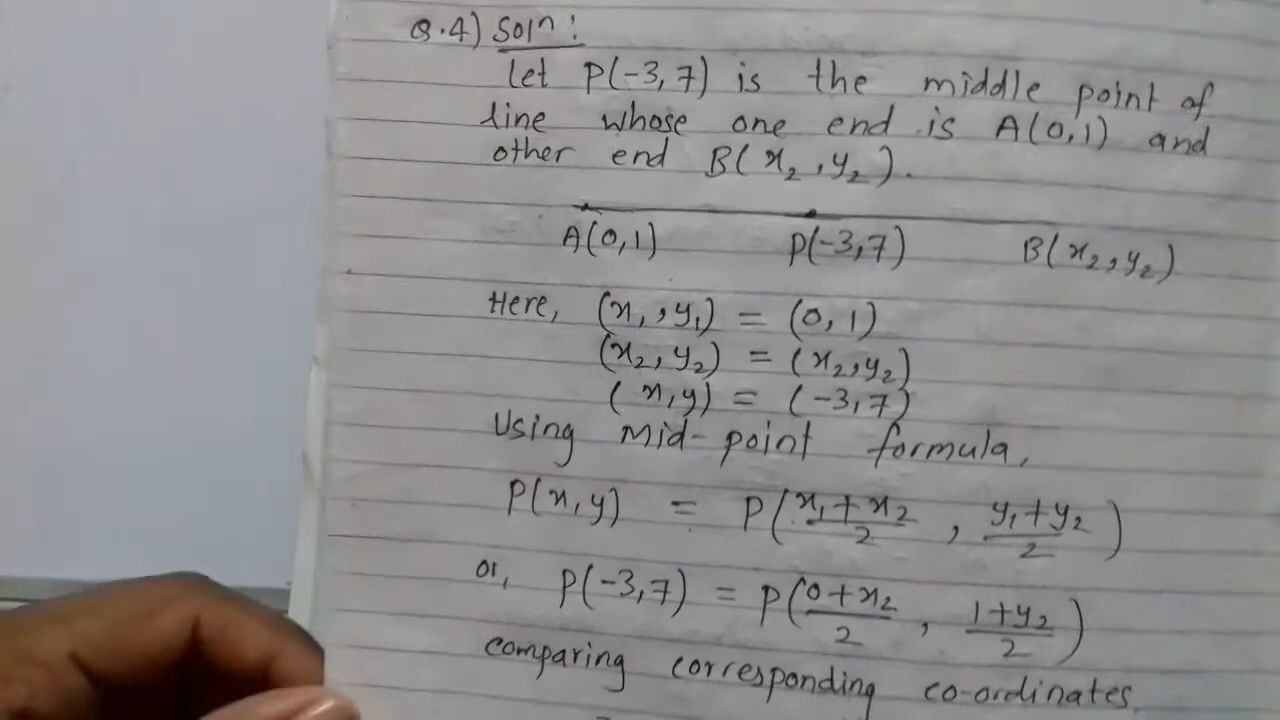 Q.4) Soln:
Let P(-3,7) is the middle point of
line whose one end is A(0,1) and
other end B(x₂,y₂).
A(0,1) P(-3,7) B(x₂,y₂)
Here, (x₁,y₁) = (0,1)
(x₂,y₂) = (x₂,y₂)
(x,y) = (-3,7)
Using mid-point formula,
P(x,y) = P((x₁+x₂)/2, (y₁+y₂)/2)
or, P(-3,7) = P((0+x₂)/2, (1+y₂)/2)
comparing corresponding co-ordinates,